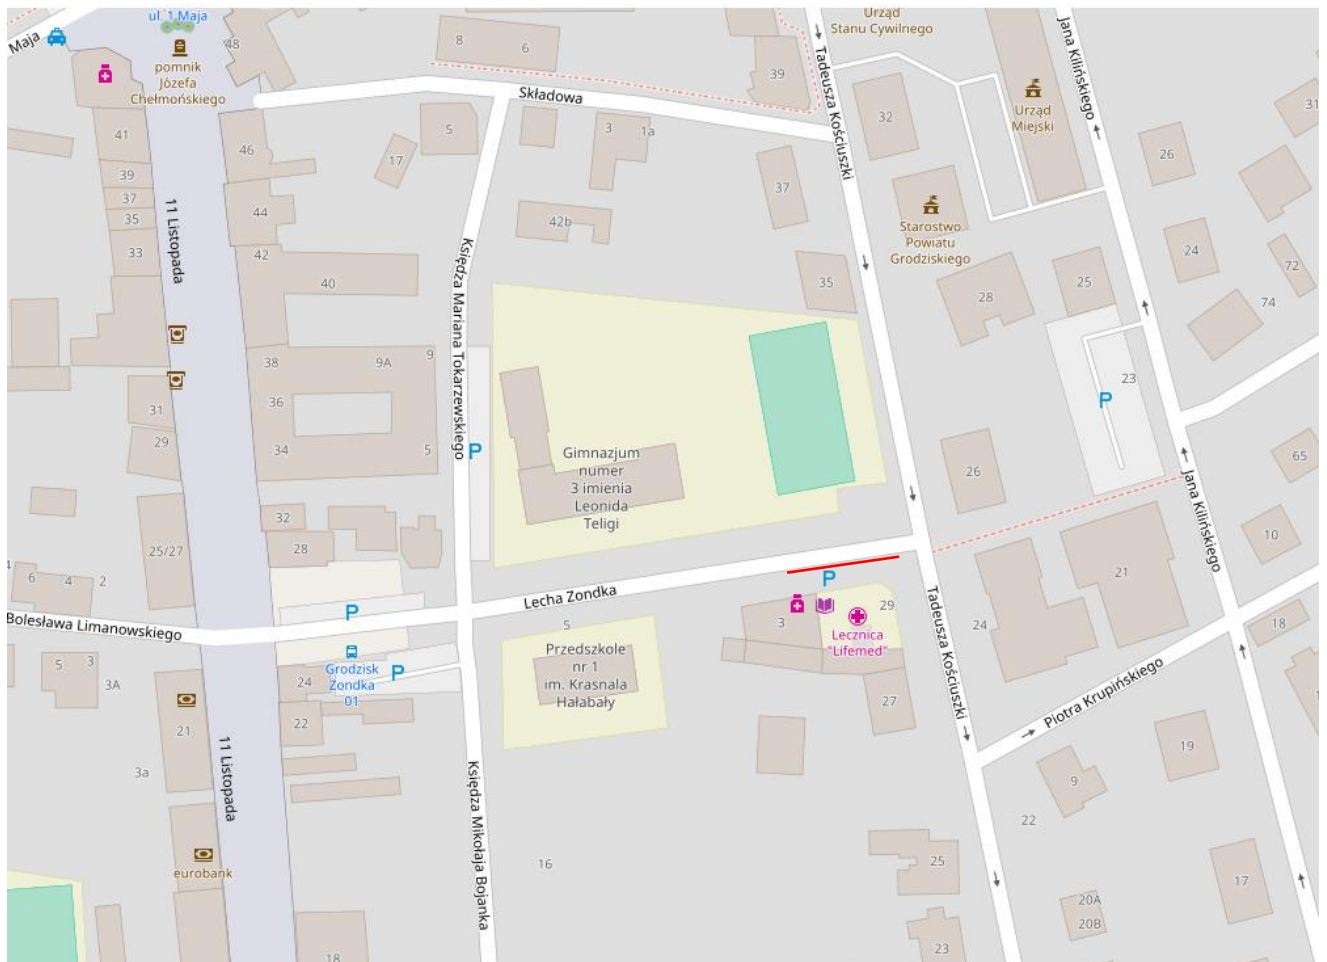 Maja
ul. 1 Maja
48
pomnik
Józefa
Chełmońskiego
8
6
Składowa
39
Tadeusza Kościuszki
Urząd
Stanu Cywilnego
Jana Kilińskiego
Urząd
Miejski
31
32
41
46
17
5
3
1a
26
39
37
37
35
44
42b
33
11 Listopada
Starostwo
Powiatu
Grodziskiego
24
72
42
40
Księdza Mariana Tokarzewskiego
35
28
25
74
38
9A
9
23
36
31
34
5
29
P
P
Gimnazjum
numer
3 imienia
Leonida
Teligi
26
65
Jana Kilińskiego
32
28
25/27
10
6
4
2
21
P
P
Lecha Zondka
5
3
29
Lecznica
"Lifemed"
Tadeusza Kościuszki
24
18
Bolesława Limanowskiego
5
3
3A
Grodzisk
Zondka
01
P
24
22
Przedszkole
nr 1
im. Krasnala
Hałabały
27
Piotra Krupińskiego
21
3a
11 Listopada
Księdza Mikołaja Bojanka
19
9
22
16
eurobank
25
17
20A
20B
23
18